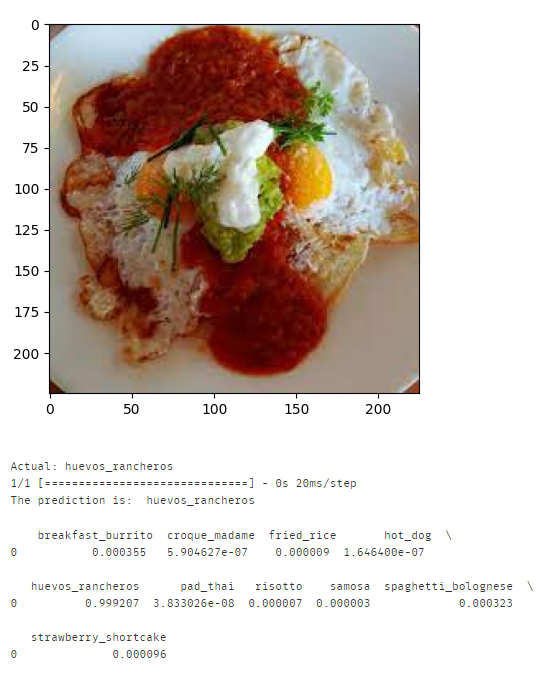 0
25
50
75
100
125
150
175
200
0 50 100 150 200
Actual: huevos_rancheros
1/1 [==============================] - 0s 20ms/step
The prediction is:  huevos_rancheros
breakfast_burrito  croque_madame  fried_rice       hot_dog  \
0           0.000355   5.904627e-07    0.000009  1.646400e-07
huevos_rancheros      pad_thai   risotto    samosa  spaghetti_bolognese  \
0          0.999207  3.833026e-08  0.000007  0.000003             0.000323
strawberry_shortcake
0              0.000096